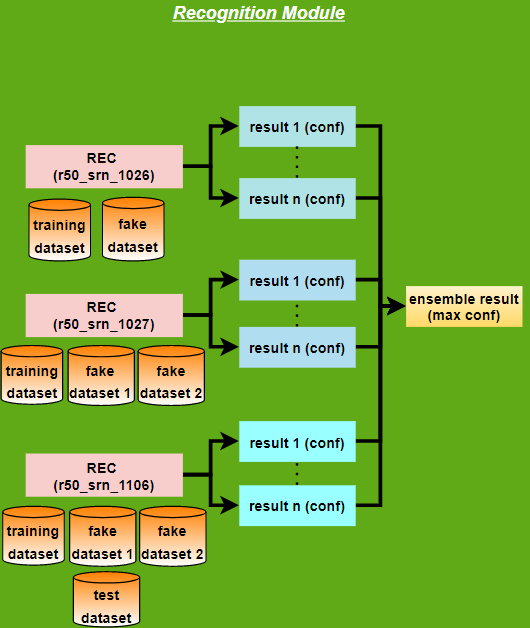 Recognition Module
result 1 (conf)
REC
(r50_srn_1026)
result n (conf)
training
dataset
fake
dataset
result 1 (conf)
REC
(r50_srn_1027)
ensemble result
(max conf)
result n (conf)
training
dataset
fake
dataset 1
fake
dataset 2
result 1 (conf)
REC
(r50_srn_1106)
result n (conf)
training
dataset
fake
dataset 1
fake
dataset 2
test
dataset